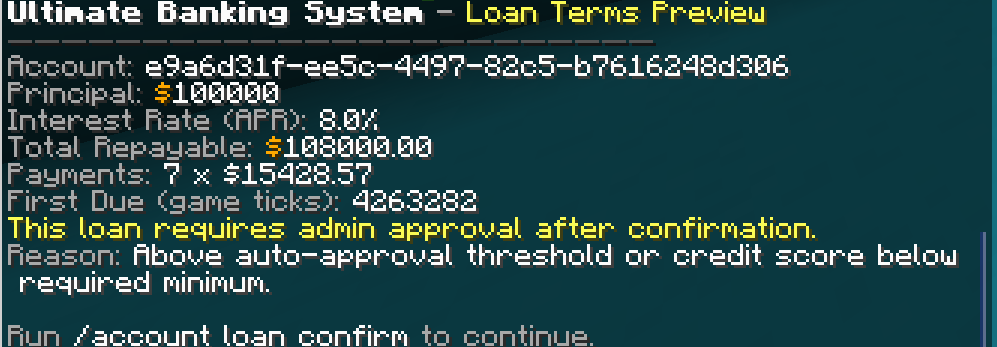 Ultimate Banking System – Loan Terms Preview
————————————————————————
Account: e9a6d31f-ee5c-4497-82c5-b7616248d306
Principal: $100000
Interest Rate (APR): 8.0%
Total Repayable: $108000.00
Payments: 7 x $15428.57
First Due (game ticks): 4263282
This loan requires admin approval after confirmation.
Reason: Above auto-approval threshold or credit score below
required minimum.
Run /account loan confirm to continue.